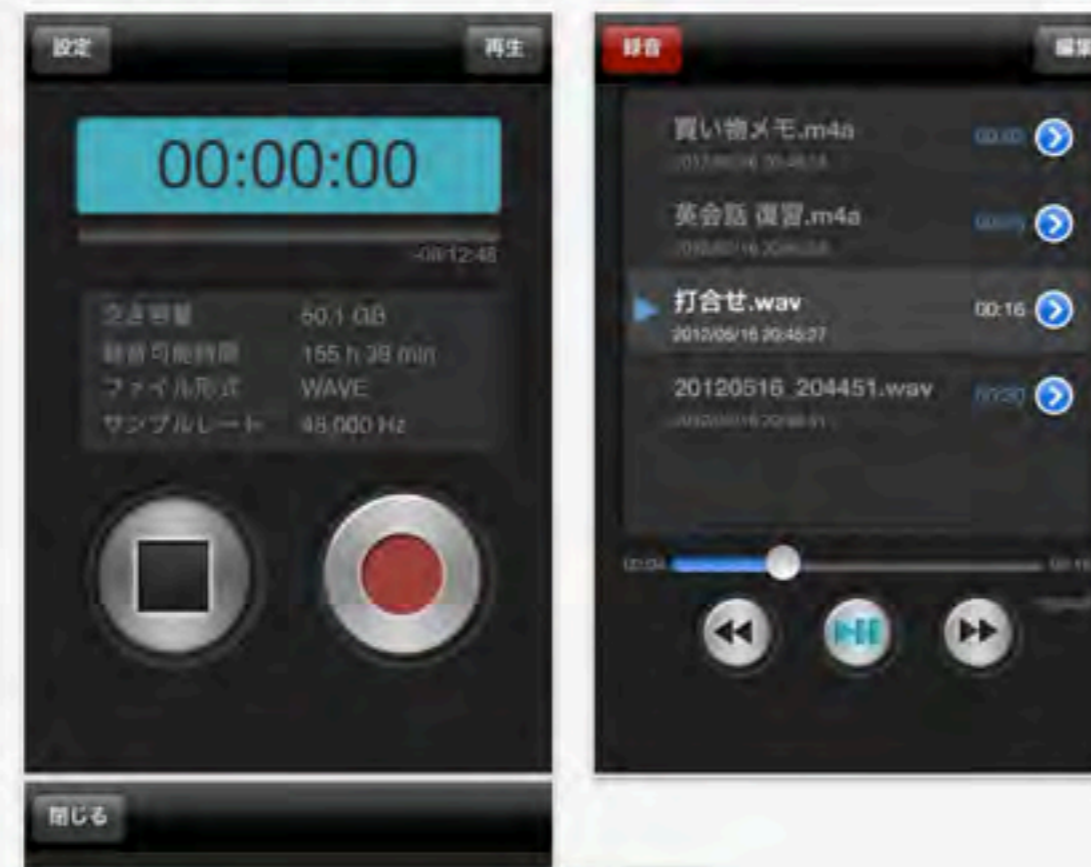 設定
再生
00:00:00
空き容量 60.1 GB
録音可能時間 155 h 39 min
ファイル形式 WAVE
サンプルレート 48.000 Hz
録音
編集
買い物メモ.m4a
英会話 復習.m4a
打合せ.wav 00:16
2012/05/16 20:45:27
20120516_204451.wav
閉じる